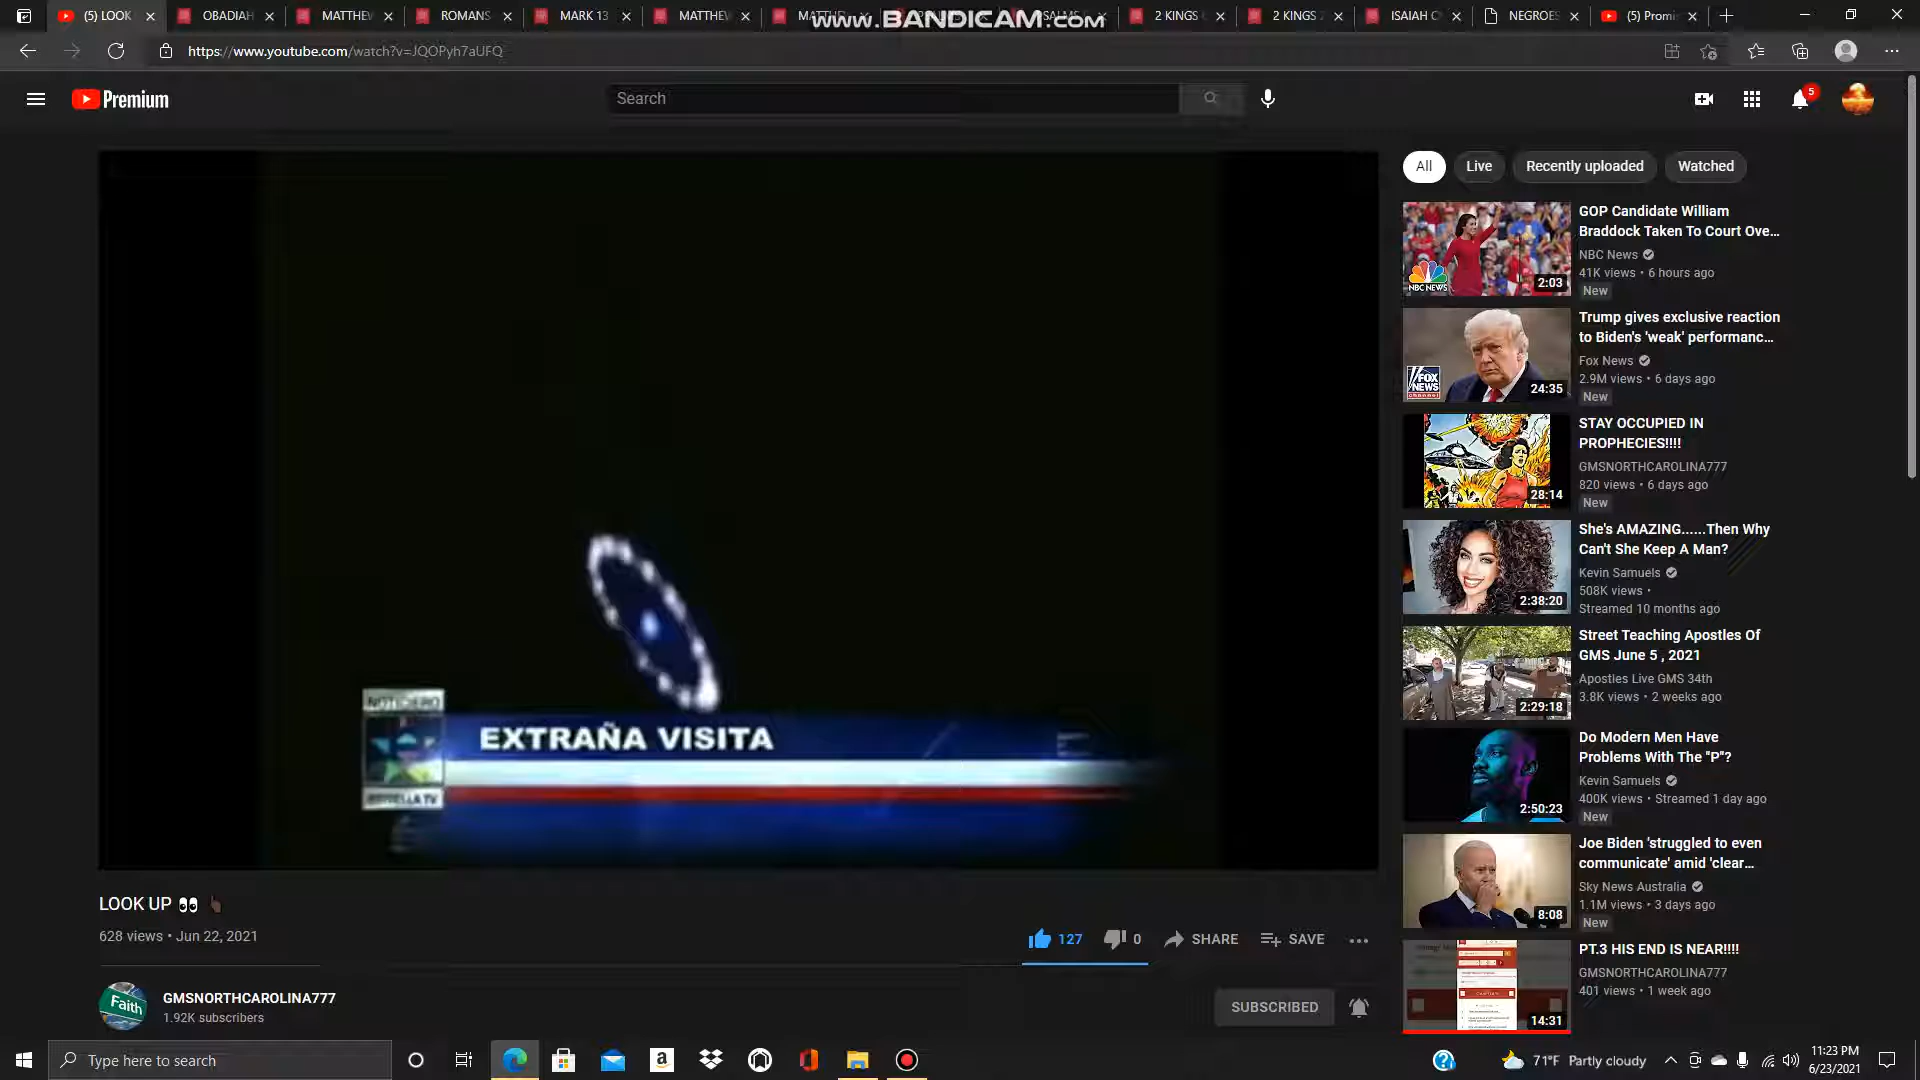 (5) LOOK
OBADIAH
MATTHEW
ROMANS
MARK 13
MATTHEW
www.BANDICAM.com
2 KINGS
2 KINGS
ISAIAH C
NEGROES
(5) Promi
https://www.youtube.com/watch?v=JQOPyh7aUFQ
Premium
Search
5
NOTICIERO
EXTRAÑA VISITA
ESTRELLA TV
LOOK UP 👀
628 views • Jun 22, 2021
127
0
SHARE
SAVE
Faith
GMSNORTHCAROLINA777
1.92K subscribers
SUBSCRIBED
All
Live
Recently uploaded
Watched
NBC NEWS
2:03
GOP Candidate William
Braddock Taken To Court Ove...
NBC News
41K views • 6 hours ago
New
FOX
NEWS
channel
24:35
Trump gives exclusive reaction
to Biden's 'weak' performanc...
Fox News
2.9M views • 6 days ago
New
28:14
STAY OCCUPIED IN
PROPHECIES!!!!
GMSNORTHCAROLINA777
820 views • 6 days ago
New
2:38:20
She's AMAZING......Then Why
Can't She Keep A Man?
Kevin Samuels
508K views •
Streamed 10 months ago
2:29:18
Street Teaching Apostles Of
GMS June 5 , 2021
Apostles Live GMS 34th
3.8K views • 2 weeks ago
2:50:23
Do Modern Men Have
Problems With The "P"?
Kevin Samuels
400K views • Streamed 1 day ago
New
8:08
Joe Biden 'struggled to even
communicate' amid 'clear...
Sky News Australia
1.1M views • 3 days ago
New
14:31
PT.3 HIS END IS NEAR!!!!
GMSNORTHCAROLINA777
401 views • 1 week ago
Type here to search
71°F Partly cloudy
11:23 PM
6/23/2021